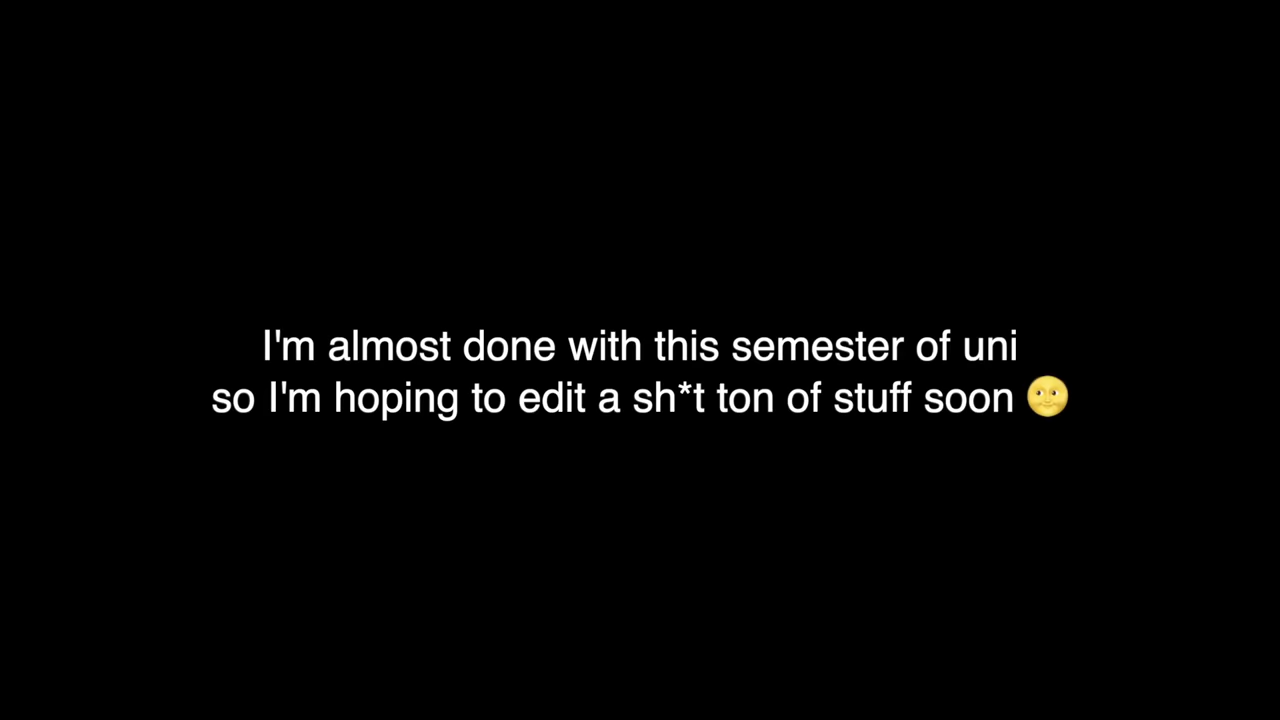 I'm almost done with this semester of uni
so I'm hoping to edit a sh*t ton of stuff soon 🌝